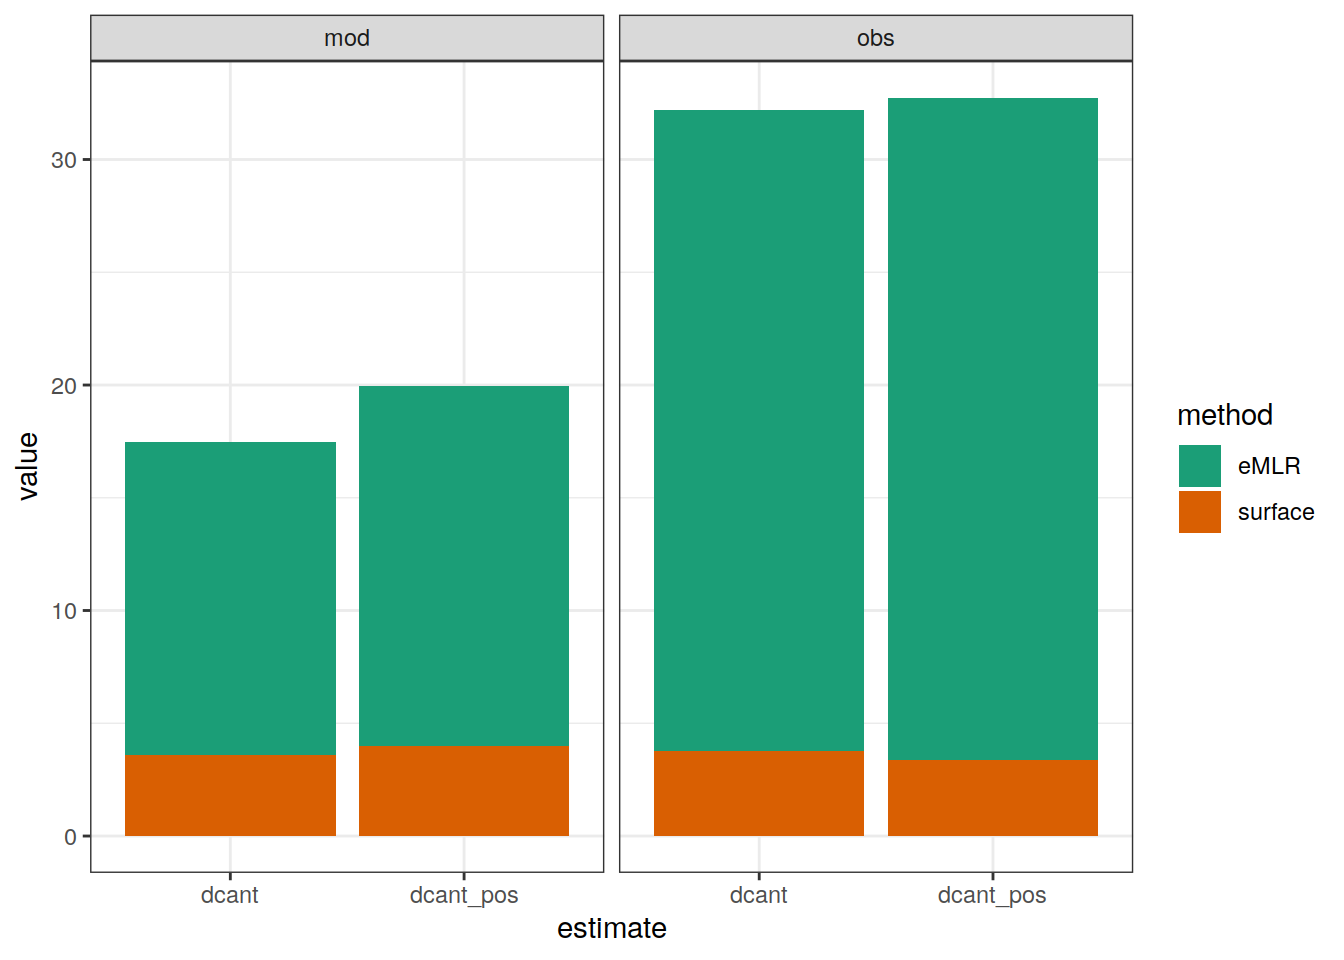 mod
obs
30
20
10
0
value
dcant
dcant_pos
dcant
dcant_pos
estimate
method
eMLR
surface